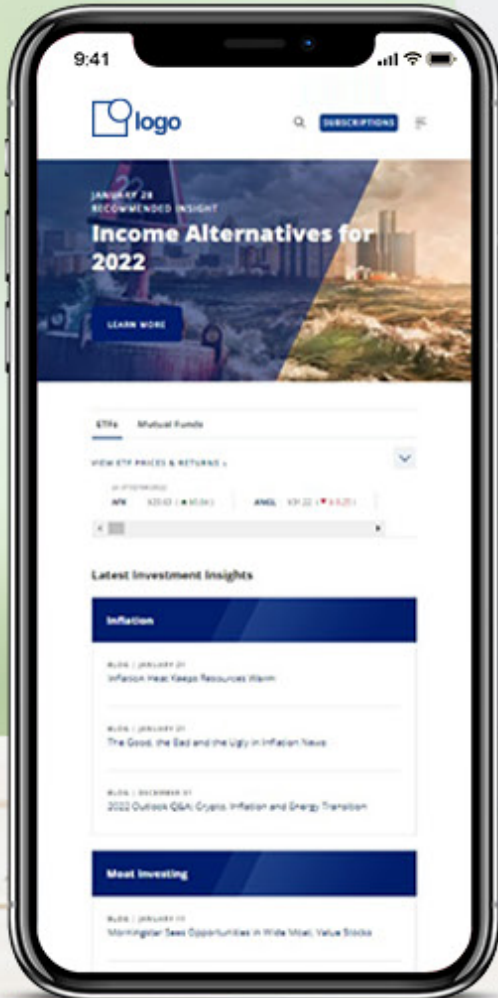 9:41
logo
SUBSCRIPTIONS
JANUARY 28
RECOMMENDED INSIGHT
Income Alternatives for
2022
LEARN MORE
ETFs Mutual Funds
VIEW ETF PRICES & RETURNS
ANGL
Latest Investment Insights
Inflation
BLOG | JANUARY 21
Inflation Heat Keeps Resources Warm
BLOG | JANUARY 21
The Good, the Bad and the Ugly in Inflation News
BLOG | DECEMBER 31
2022 Outlook Q&A: Crypto, Inflation and Energy Transition
Moat Investing
BLOG | JANUARY 11
Morningstar Sees Opportunities in Wide Moat, Value Stocks